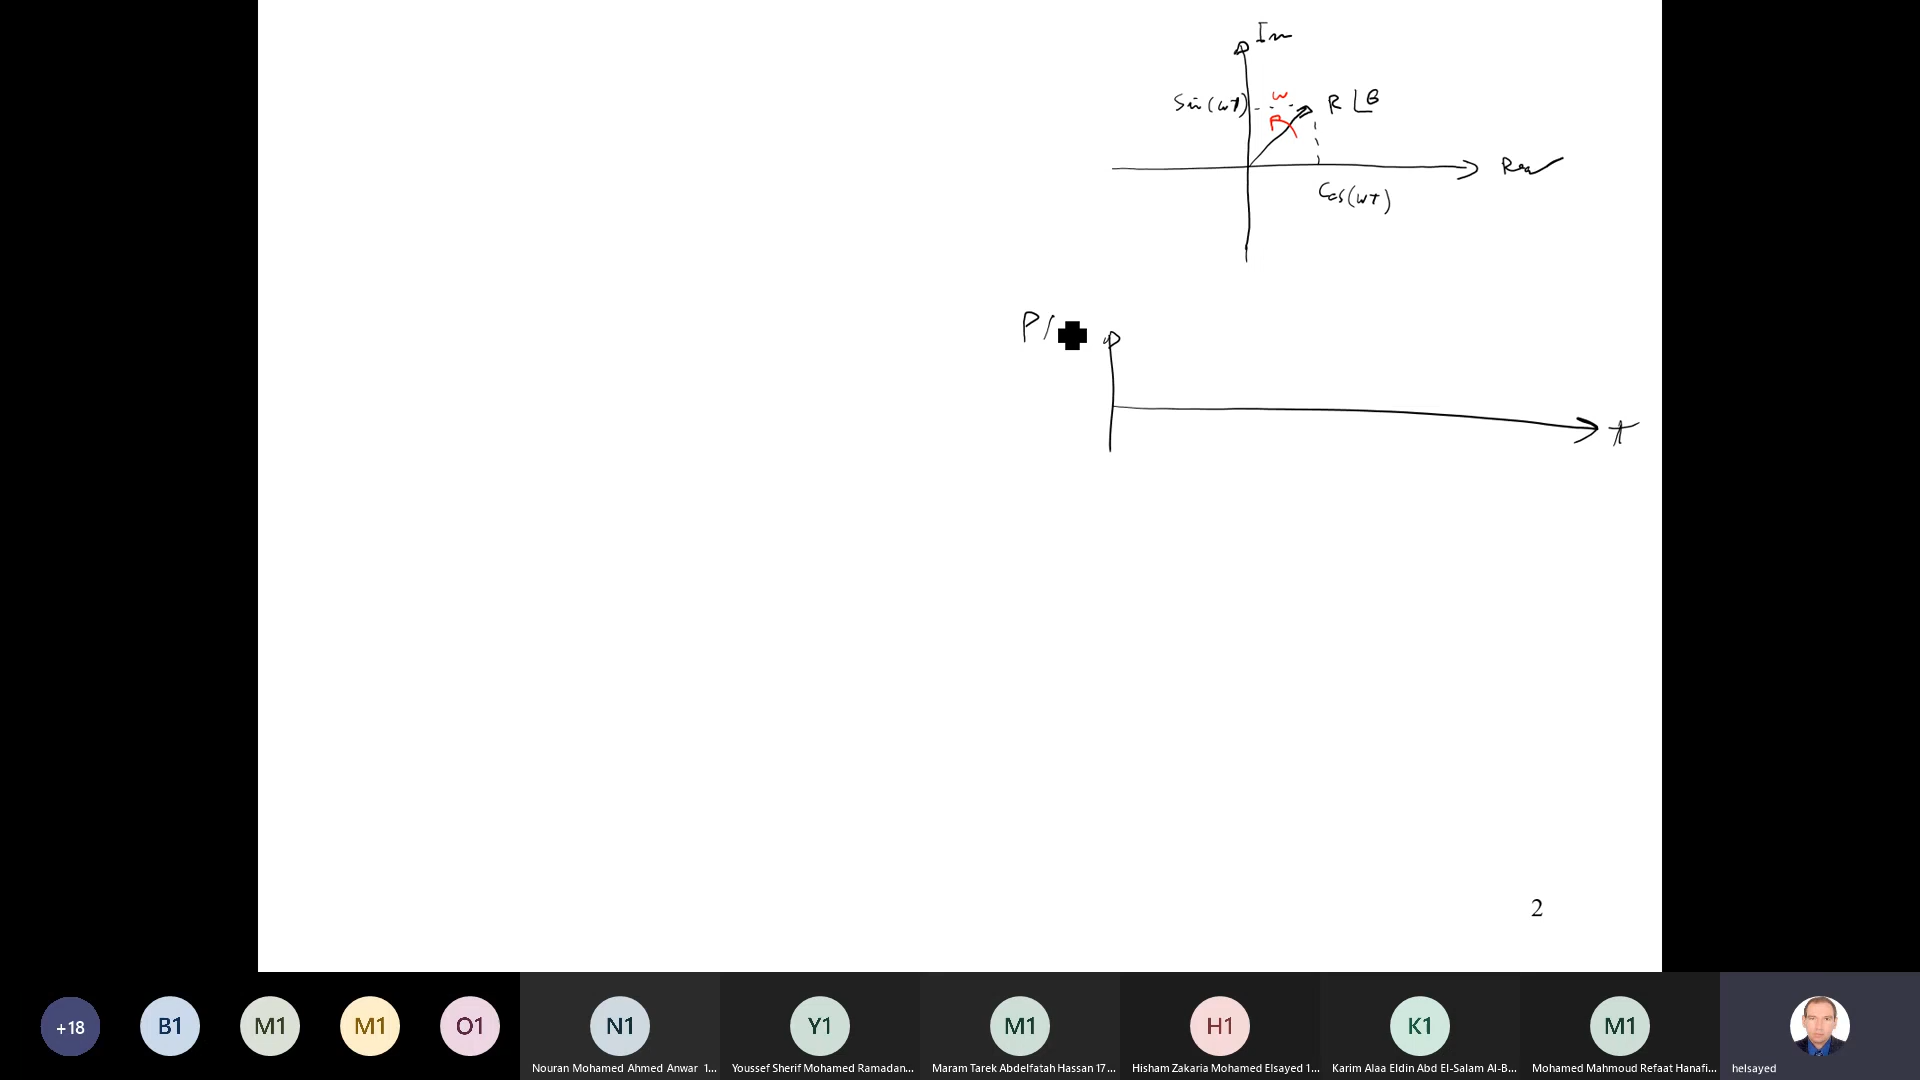 Im
Sin(wt)
w
R∠θ
Real
Cos(wt)
P/
t
2
+18
B1
M1
M1
O1
N1
Y1
M1
H1
K1
M1
Nouran Mohamed Ahmed Anwar 1...
Youssef Sherif Mohamed Ramadan...
Maram Tarek Abdelfatah Hassan 17...
Hisham Zakaria Mohamed Elsayed 1...
Karim Alaa Eldin Abd El-Salam Al-B...
Mohamed Mahmoud Refaat Hanafi...
helsayed